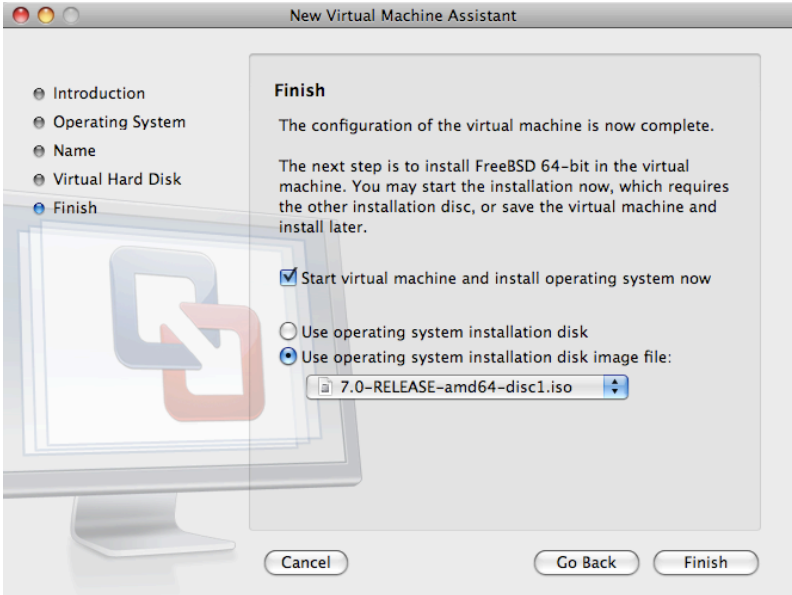 New Virtual Machine Assistant
Introduction
Operating System
Name
Virtual Hard Disk
Finish
Finish
The configuration of the virtual machine is now complete.
The next step is to install FreeBSD 64-bit in the virtual
machine. You may start the installation now, which requires
the other installation disc, or save the virtual machine and
install later.
Start virtual machine and install operating system now
Use operating system installation disk
Use operating system installation disk image file:
7.0-RELEASE-amd64-disc1.iso
Cancel
Go Back
Finish